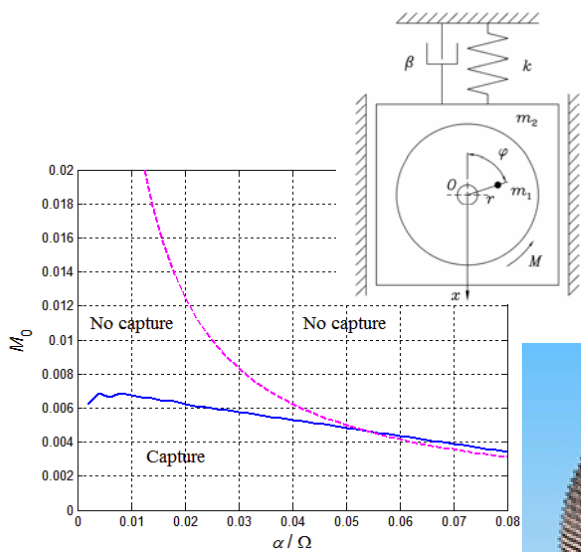 β
k
m₂
φ
O
m₁
r
M
x
0.02
0.018
0.016
0.014
0.012
0.01
0.008
0.006
0.004
0.002
0
M₀
No capture
No capture
Capture
0 0.01 0.02 0.03 0.04 0.05 0.06 0.07 0.08
α / Ω